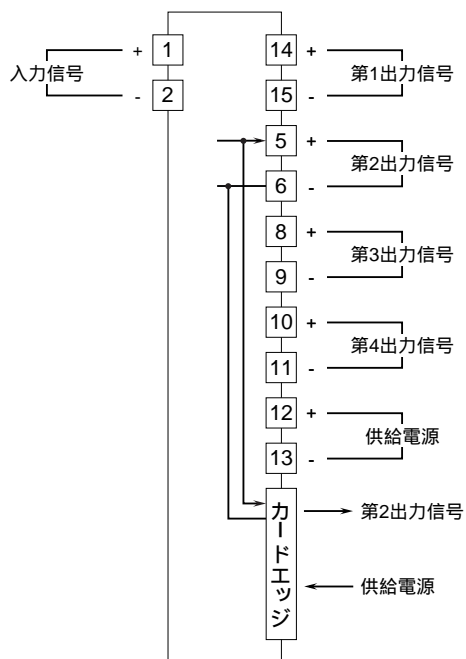 + 1
入力信号
- 2
14 +
第1出力信号
15 -
5 +
第2出力信号
6 -
8 +
第3出力信号
9 -
10 +
第4出力信号
11 -
12 +
供給電源
13 -
カードエッジ
第2出力信号
供給電源